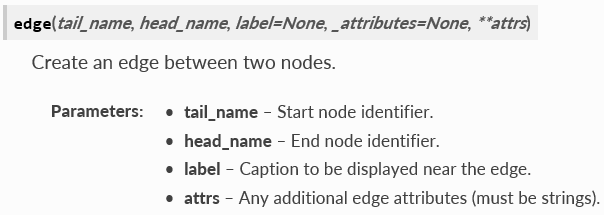 edge(tail_name, head_name, label=None, _attributes=None, **attrs)
Create an edge between two nodes.
Parameters: • tail_name – Start node identifier.
• head_name – End node identifier.
• label – Caption to be displayed near the edge.
• attrs – Any additional edge attributes (must be strings).